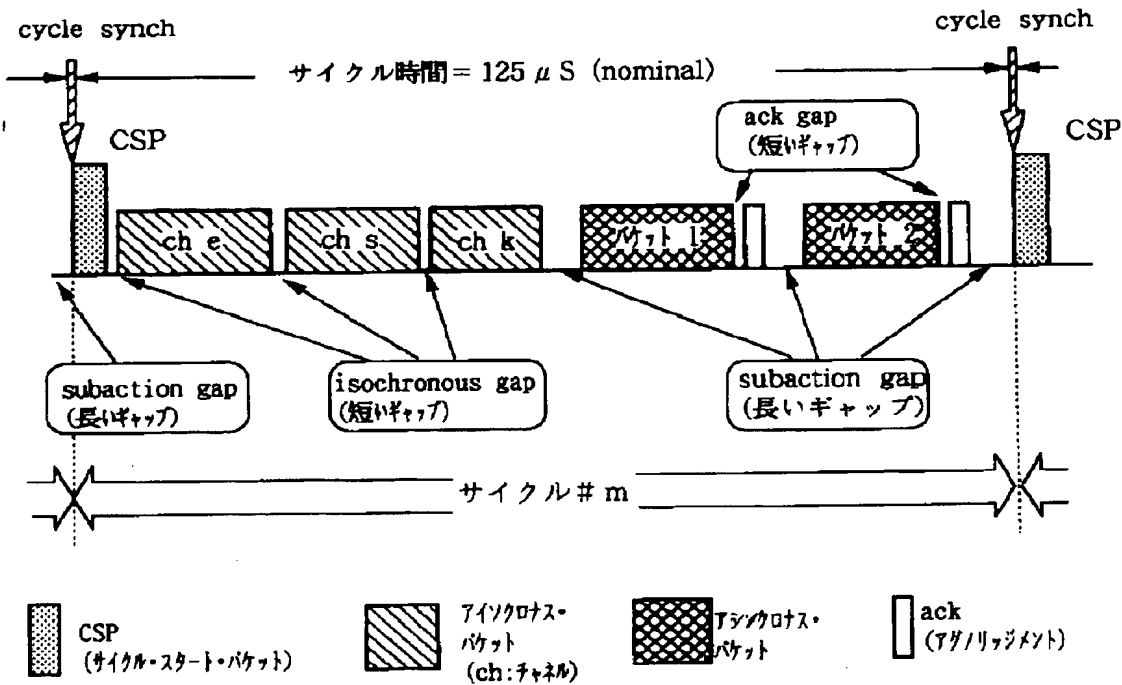 cycle synch
cycle synch
サイクル時間＝125 μS (nominal)
CSP
CSP
ack gap
(短いギャップ)
ch e
ch s
ch k
パケット 1
パケット 2
subaction gap
(長いギャップ)
isochronous gap
(短いギャップ)
subaction gap
(長いギャップ)
サイクル＃m
CSP
(サイクル・スタート・パケット)
アイソクロナス・
パケット
(ch:チャネル)
アシンクロナス・
パケット
ack
(アグノリッジメント)